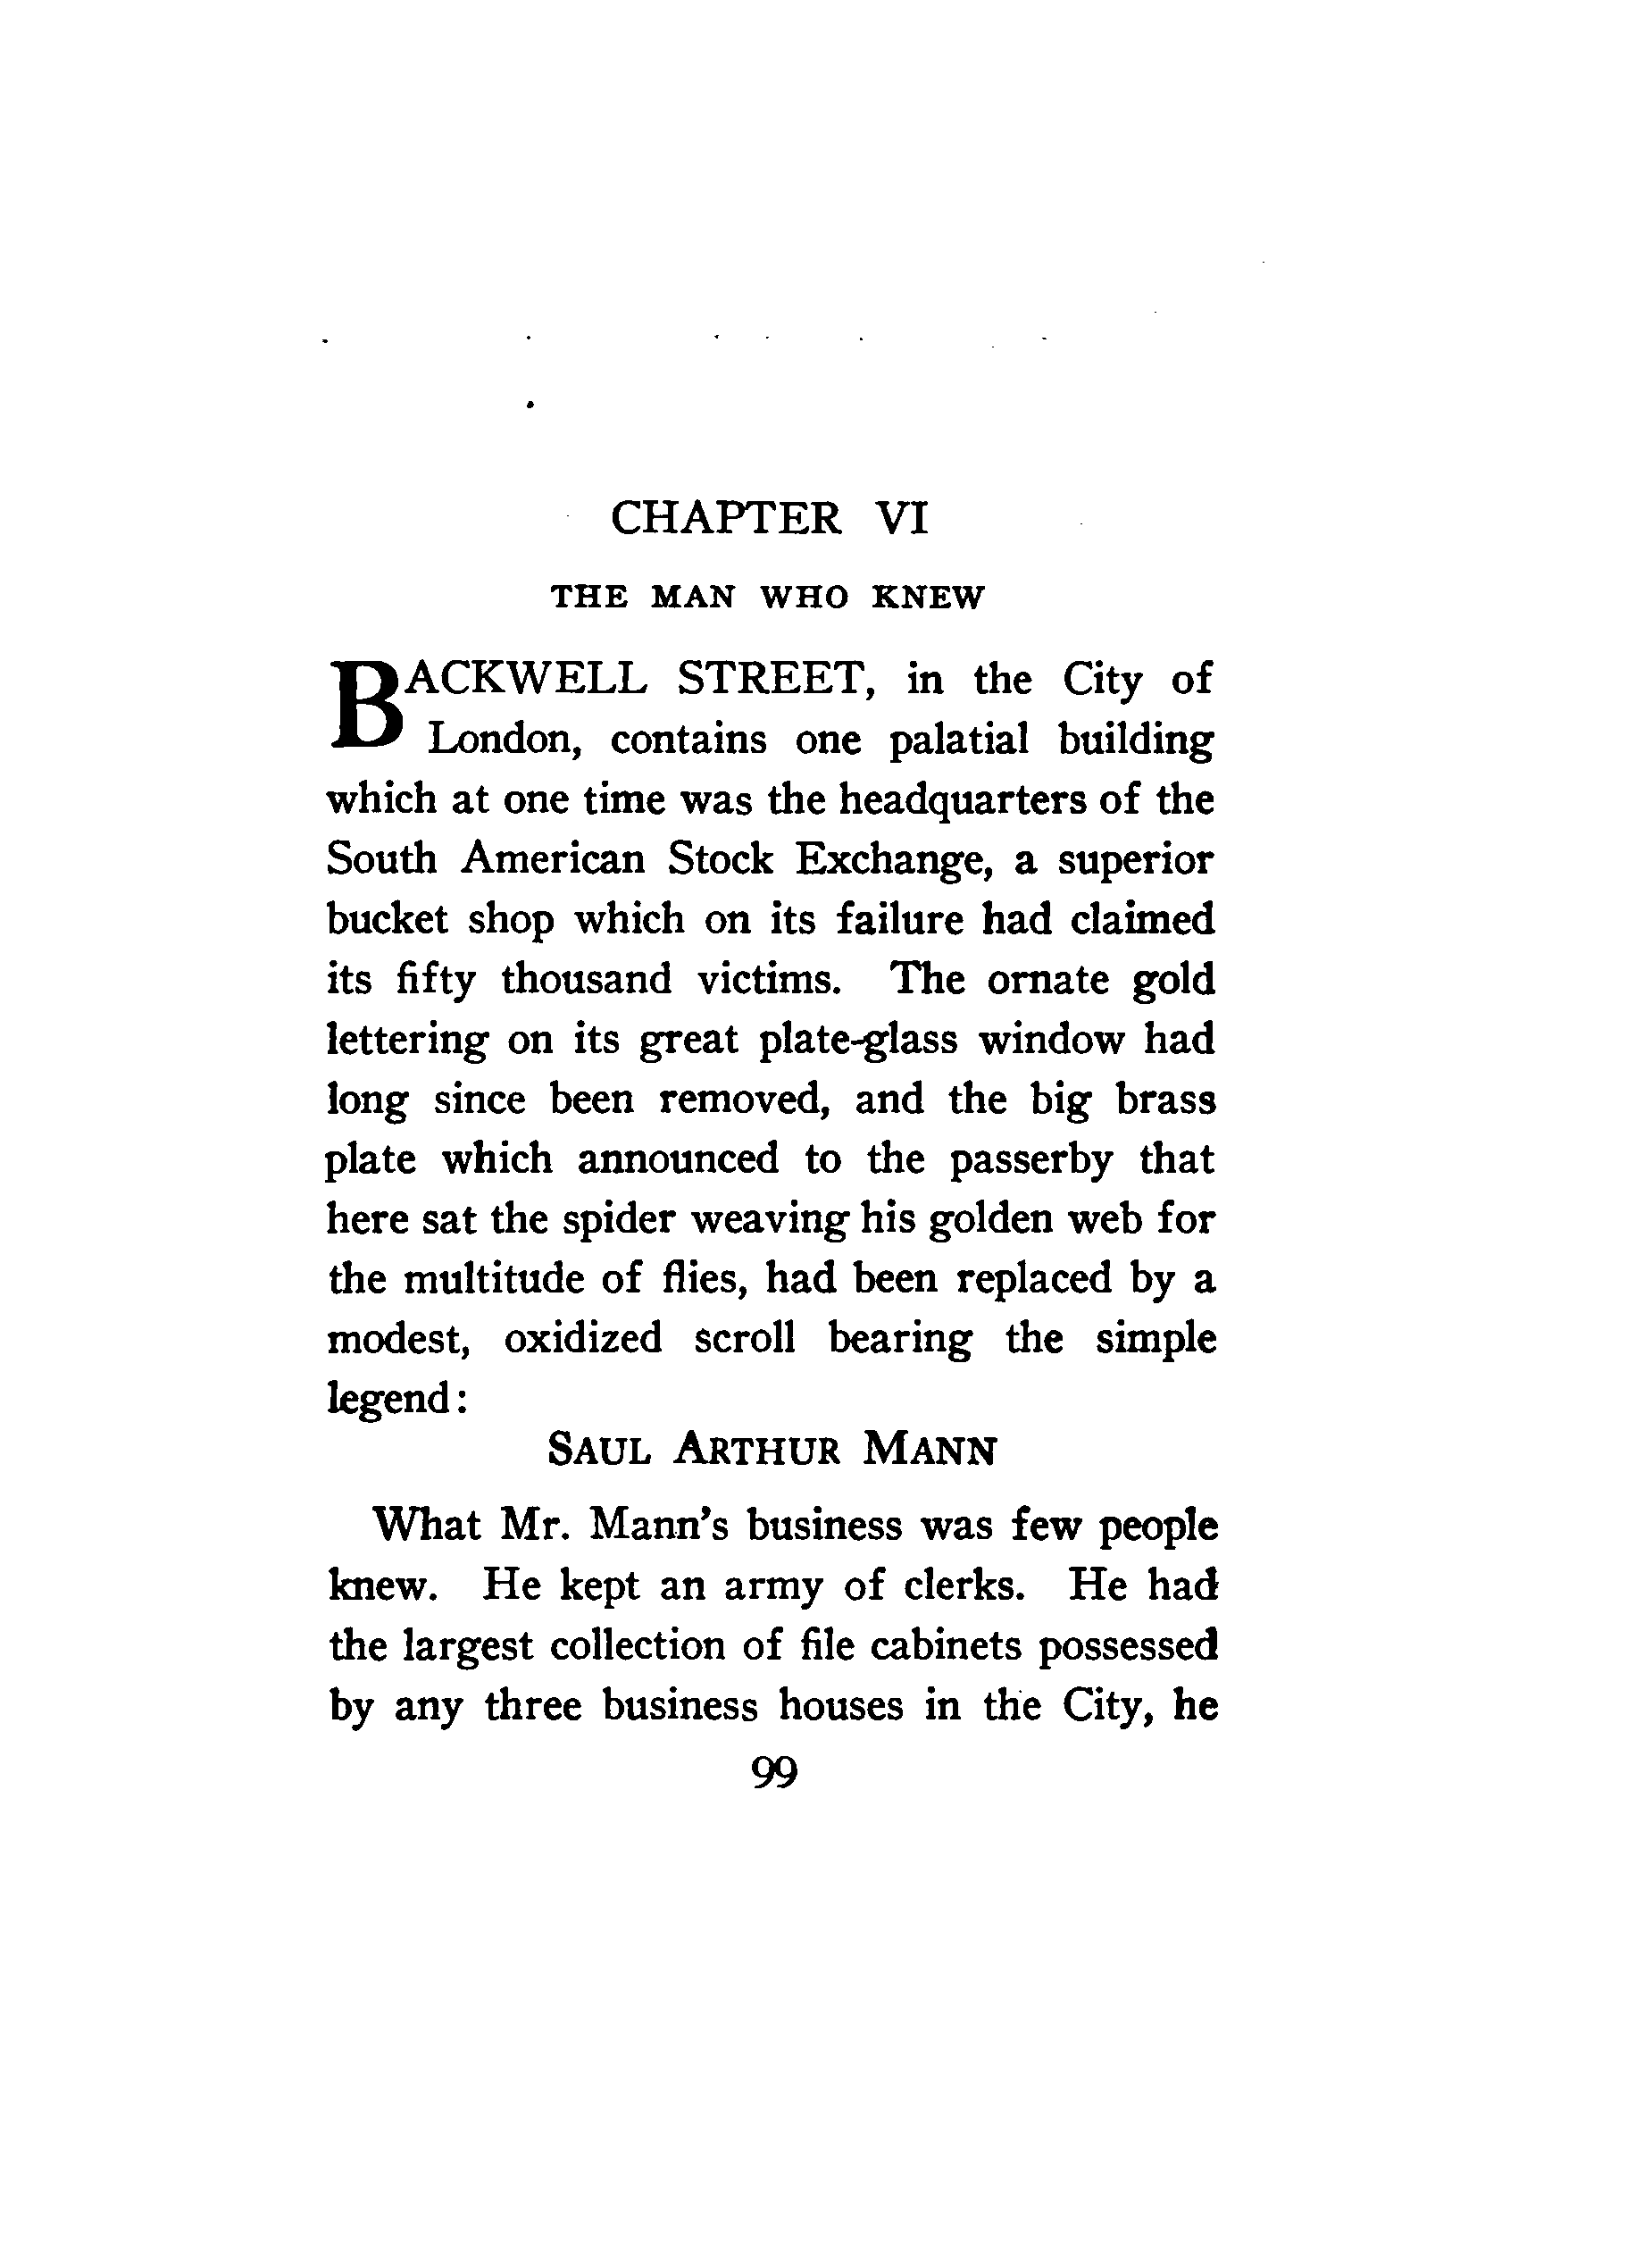 CHAPTER VI
THE MAN WHO KNEW
BACKWELL STREET, in the City of
London, contains one palatial building
which at one time was the headquarters of the
South American Stock Exchange, a superior
bucket shop which on its failure had claimed
its fifty thousand victims. The ornate gold
lettering on its great plate-glass window had
long since been removed, and the big brass
plate which announced to the passerby that
here sat the spider weaving his golden web for
the multitude of flies, had been replaced by a
modest, oxidized scroll bearing the simple
legend:
SAUL ARTHUR MANN
What Mr. Mann's business was few people
knew. He kept an army of clerks. He had
the largest collection of file cabinets possessed
by any three business houses in the City, he
99